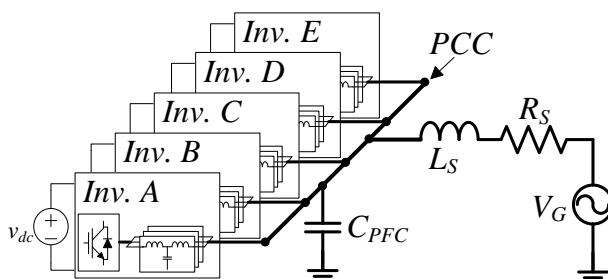 Inv. E
PCC
Inv. D
Inv. C
R_S
Inv. B
L_S
Inv. A
V_G
v_dc
C_PFC